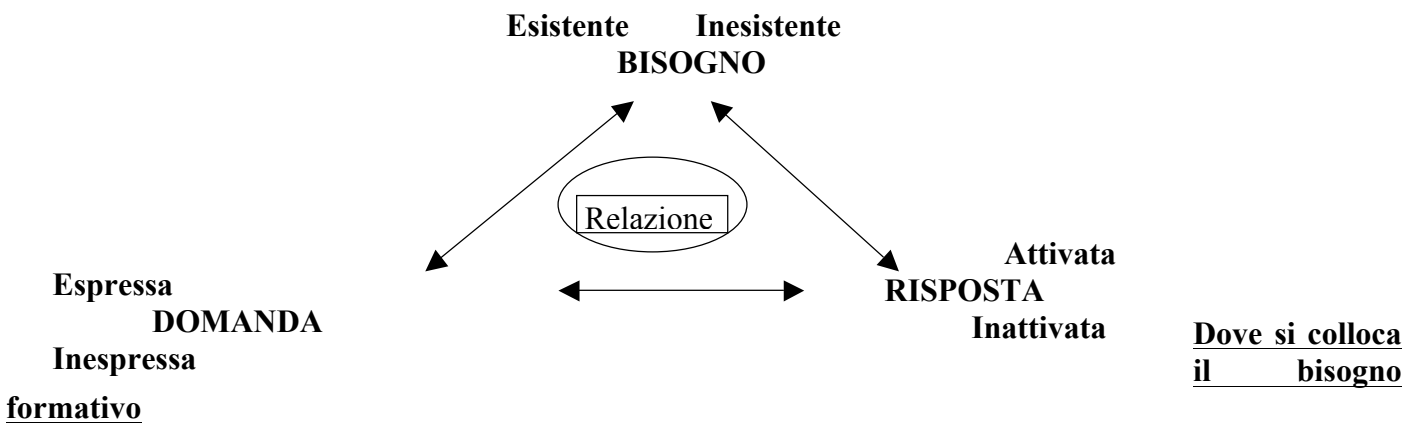 Esistente Inesistente
BISOGNO
Relazione
Attivata
Espressa
RISPOSTA
DOMANDA
Inattivata
Inespressa
Dove si colloca
il bisogno
formativo